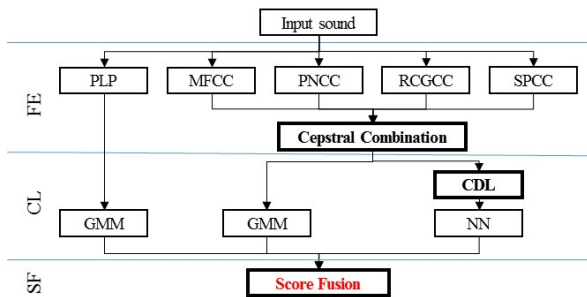 Input sound
FE
PLP
MFCC
PNCC
RCGCC
SPCC
Cepstral Combination
CL
CDL
GMM
GMM
NN
SF
Score Fusion